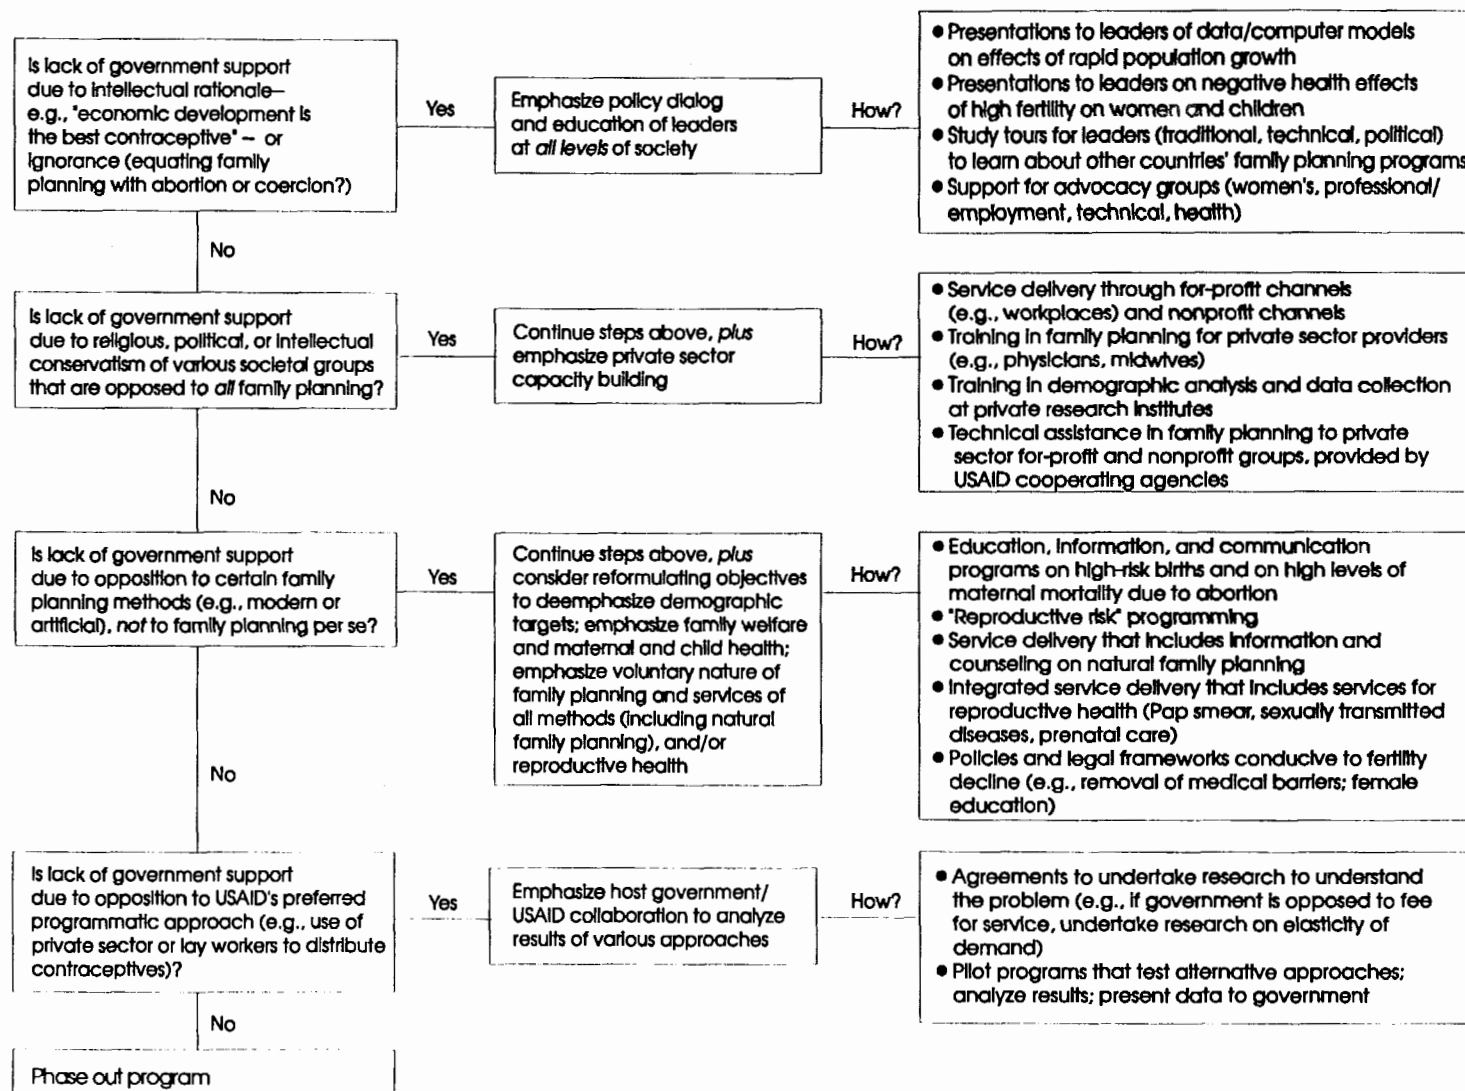 Is lack of government support
due to intellectual rationale–
e.g., "economic development is
the best contraceptive" – or
ignorance (equating family
planning with abortion or coercion?)
Yes
Emphasize policy dialog
and education of leaders
at all levels of society
How?
● Presentations to leaders of data/computer models
on effects of rapid population growth
● Presentations to leaders on negative health effects
of high fertility on women and children
● Study tours for leaders (traditional, technical, political)
to learn about other countries' family planning programs
● Support for advocacy groups (women's, professional/
employment, technical, health)
No
Is lack of government support
due to religious, political, or intellectual
conservatism of various societal groups
that are opposed to all family planning?
Yes
Continue steps above, plus
emphasize private sector
capacity building
How?
● Service delivery through for-profit channels
(e.g., workplaces) and nonprofit channels
● Training in family planning for private sector providers
(e.g., physicians, midwives)
● Training in demographic analysis and data collection
at private research institutes
● Technical assistance in family planning to private
sector for-profit and nonprofit groups, provided by
USAID cooperating agencies
No
Is lack of government support
due to opposition to certain family
planning methods (e.g., modern or
artificial), not to family planning per se?
Yes
Continue steps above, plus
consider reformulating objectives
to deemphasize demographic
targets; emphasize family welfare
and maternal and child health;
emphasize voluntary nature of
family planning and services of
all methods (including natural
family planning), and/or
reproductive health
How?
● Education, information, and communication
programs on high-risk births and on high levels of
maternal mortality due to abortion
● "Reproductive risk" programming
● Service delivery that includes information and
counseling on natural family planning
● Integrated service delivery that includes services for
reproductive health (Pap smear, sexually transmitted
diseases, prenatal care)
● Policies and legal frameworks conducive to fertility
decline (e.g., removal of medical barriers; female
education)
No
Is lack of government support
due to opposition to USAID's preferred
programmatic approach (e.g., use of
private sector or lay workers to distribute
contraceptives)?
Yes
Emphasize host government/
USAID collaboration to analyze
results of various approaches
How?
● Agreements to undertake research to understand
the problem (e.g., if government is opposed to fee
for service, undertake research on elasticity of
demand)
● Pilot programs that test alternative approaches;
analyze results; present data to government
No
Phase out program